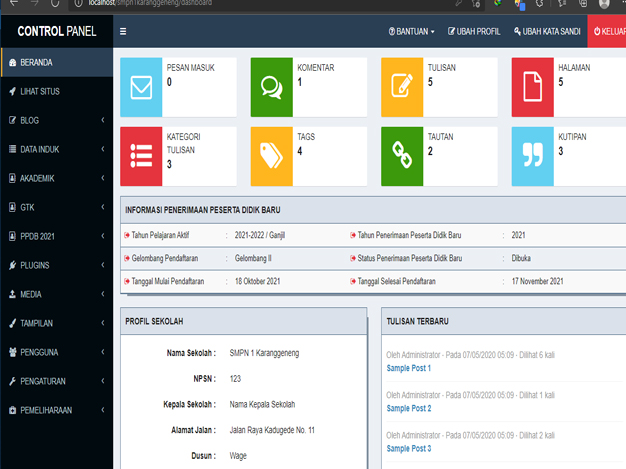 localhost/smpn1karanggeneng/dashboard
CONTROL PANEL
BANTUAN
UBAH PROFIL
UBAH KATA SANDI
KELUAR
BERANDA
LIHAT SITUS
BLOG
DATA INDUK
AKADEMIK
GTK
PPDB 2021
PLUGINS
MEDIA
TAMPILAN
PENGGUNA
PENGATURAN
PEMELIHARAAN
PESAN MASUK
0
KOMENTAR
1
TULISAN
5
HALAMAN
5
KATEGORI
TULISAN
3
TAGS
4
TAUTAN
2
KUTIPAN
3
INFORMASI PENERIMAAN PESERTA DIDIK BARU
Tahun Pelajaran Aktif : 2021-2022 / Ganjil Tahun Penerimaan Peserta Didik Baru : 2021
Gelombang Pendaftaran : Gelombang II Status Penerimaan Peserta Didik Baru : Dibuka
Tanggal Mulai Pendaftaran : 18 Oktober 2021 Tanggal Selesai Pendaftaran : 17 November 2021
PROFIL SEKOLAH
Nama Sekolah : SMPN 1 Karanggeneng
NPSN : 123
Kepala Sekolah : Nama Kepala Sekolah
Alamat Jalan : Jalan Raya Kadugede No. 11
Dusun : Wage
TULISAN TERBARU
Oleh Administrator - Pada 07/05/2020 05:09 - Dilihat 6 kali
Sample Post 1
Oleh Administrator - Pada 07/05/2020 05:09 - Dilihat 1 kali
Sample Post 2
Oleh Administrator - Pada 07/05/2020 05:09 - Dilihat 2 kali
Sample Post 3